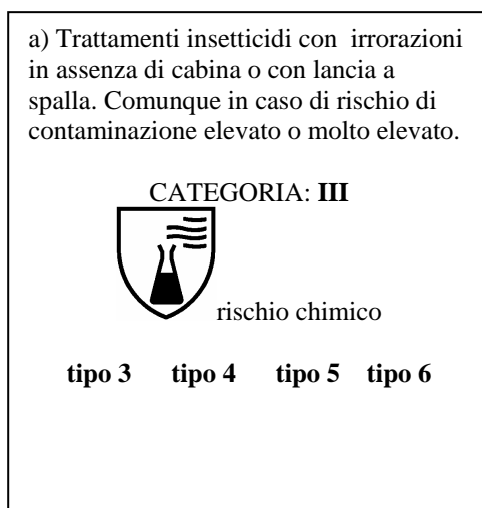 a) Trattamenti insetticidi con irrorazioni
in assenza di cabina o con lancia a
spalla. Comunque in caso di rischio di
contaminazione elevato o molto elevato.
CATEGORIA: III
rischio chimico
tipo 3 tipo 4 tipo 5 tipo 6